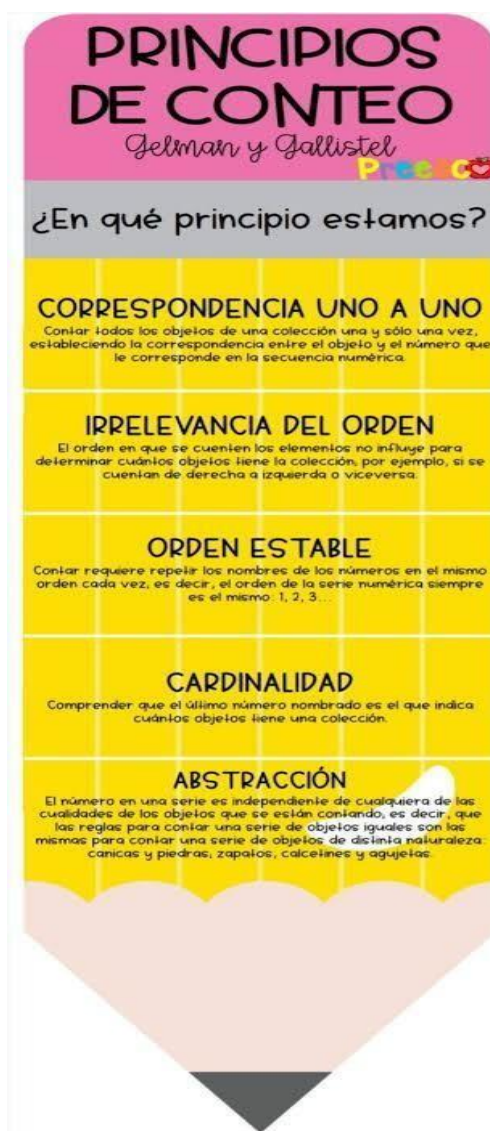 PRINCIPIOS
DE CONTEO
Gelman y Gallistel
¿En qué principio estamos?
CORRESPONDENCIA UNO A UNO
Contar todos los objetos de una colección una y sólo una vez,
estableciendo la correspondencia entre el objeto y el número que
le corresponde en la secuencia numérica.
IRRELEVANCIA DEL ORDEN
El orden en que se cuenten los elementos no influye para
determinar cuántos objetos tiene la colección, por ejemplo, si se
cuentan de derecha a izquierda o viceversa.
ORDEN ESTABLE
Contar requiere repetir los nombres de los números en el mismo
orden cada vez, es decir, el orden de la serie numérica siempre
es el mismo: 1, 2, 3...
CARDINALIDAD
Comprender que el último número nombrado es el que indica
cuántos objetos tiene una colección.
ABSTRACCIÓN
El número en una serie es independiente de cualquiera de las
cualidades de los objetos que se están contando, es decir, que
las reglas para contar una serie de objetos iguales son las
mismas para contar una serie de objetos de distinta naturaleza:
canicas y piedras; zapatos, calcetines y agujetas.